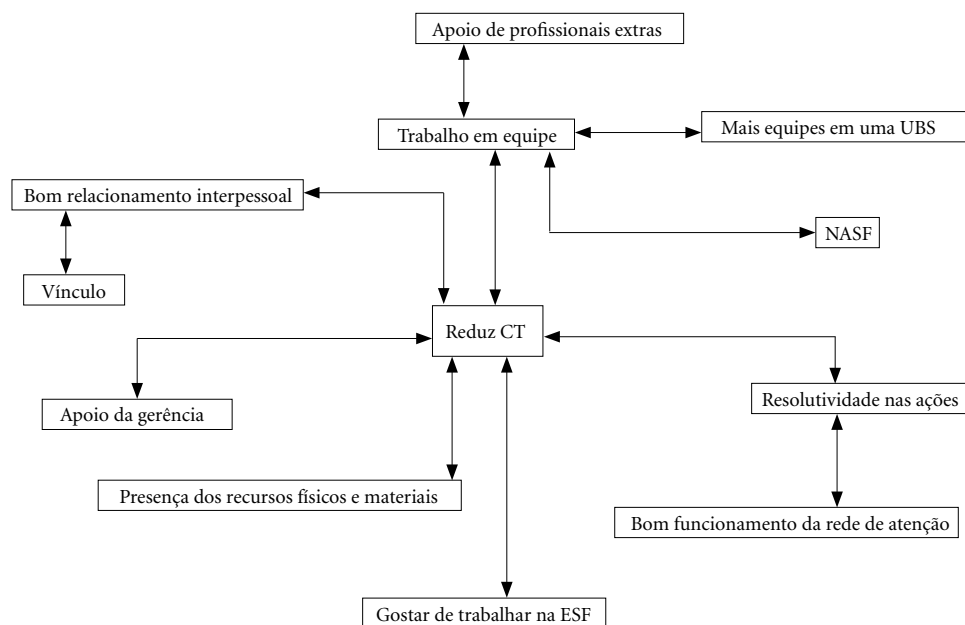 Apoio de profissionais extras
Trabalho em equipe
Mais equipes em uma UBS
Bom relacionamento interpessoal
NASF
Vínculo
Reduz CT
Resolutividade nas ações
Apoio da gerência
Presença dos recursos físicos e materiais
Bom funcionamento da rede de atenção
Gostar de trabalhar na ESF